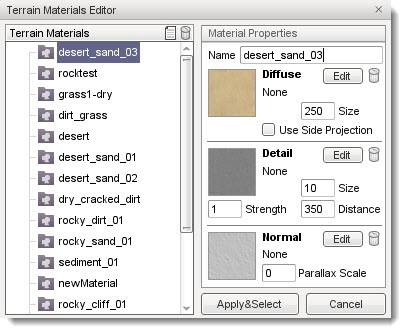 Terrain Materials Editor
Terrain Materials
desert_sand_03
rocktest
grass1-dry
dirt_grass
desert
desert_sand_01
desert_sand_02
dry_cracked_dirt
rocky_dirt_01
rocky_sand_01
sediment_01
newMaterial
rocky_cliff_01
Material Properties
Name desert_sand_03
Diffuse Edit
None
250 Size
Use Side Projection
Detail Edit
None
10 Size
1 Strength 350 Distance
Normal Edit
None
0 Parallax Scale
Apply&Select Cancel